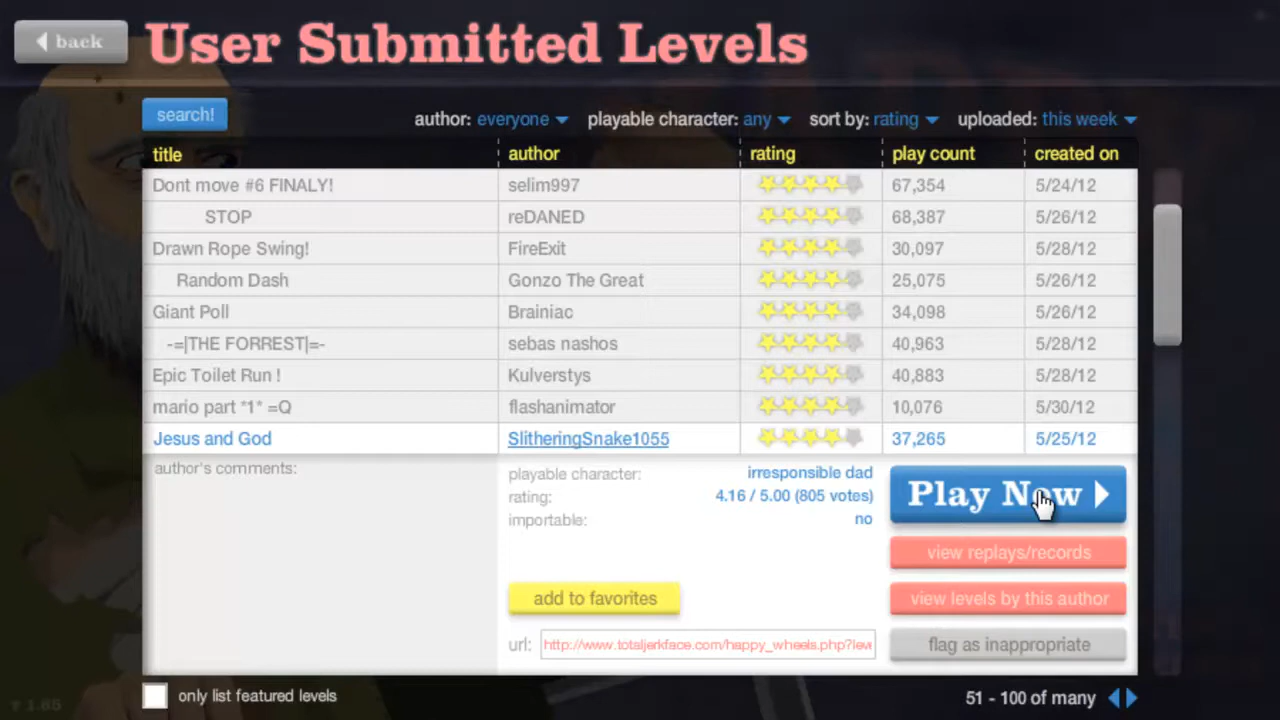 back
User Submitted Levels
search!
author: everyone playable character: any sort by: rating uploaded: this week
title author rating play count created on
Dont move #6 FINALY! selim997 67,354 5/24/12
STOP reDANED 68,387 5/26/12
Drawn Rope Swing! FireExit 30,097 5/28/12
Random Dash Gonzo The Great 25,075 5/26/12
Giant Poll Brainiac 34,098 5/26/12
-=|THE FORREST|=- sebas nashos 40,963 5/28/12
Epic Toilet Run ! Kulverstys 40,883 5/28/12
mario part *1* =Q flashanimator 10,076 5/30/12
Jesus and God SlitheringSnake1055 37,265 5/25/12
author's comments:
playable character: irresponsible dad
rating: 4.16 / 5.00 (805 votes)
importable: no
Play Now
view replays/records
add to favorites
view levels by this author
url: http://www.totaljerkface.com/happy_wheels.php?leve
flag as inappropriate
only list featured levels
51 - 100 of many
v 1.65